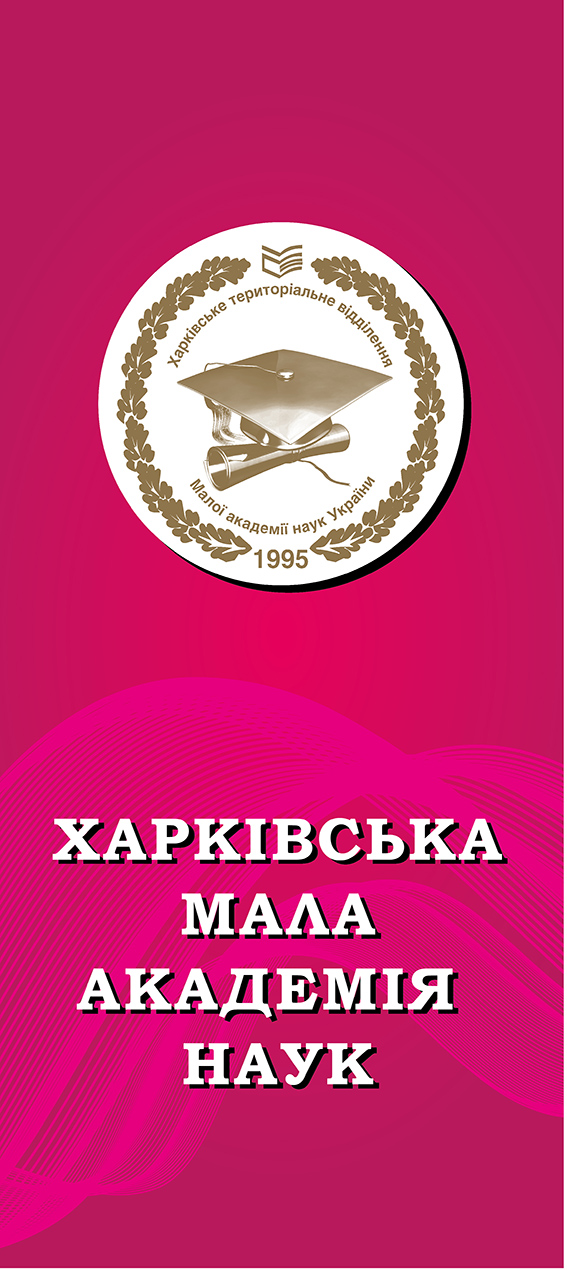 Харківське територіальне відділення
Малої академії наук України
1995
ХАРКІВСЬКА
МАЛА
АКАДЕМІЯ
НАУК